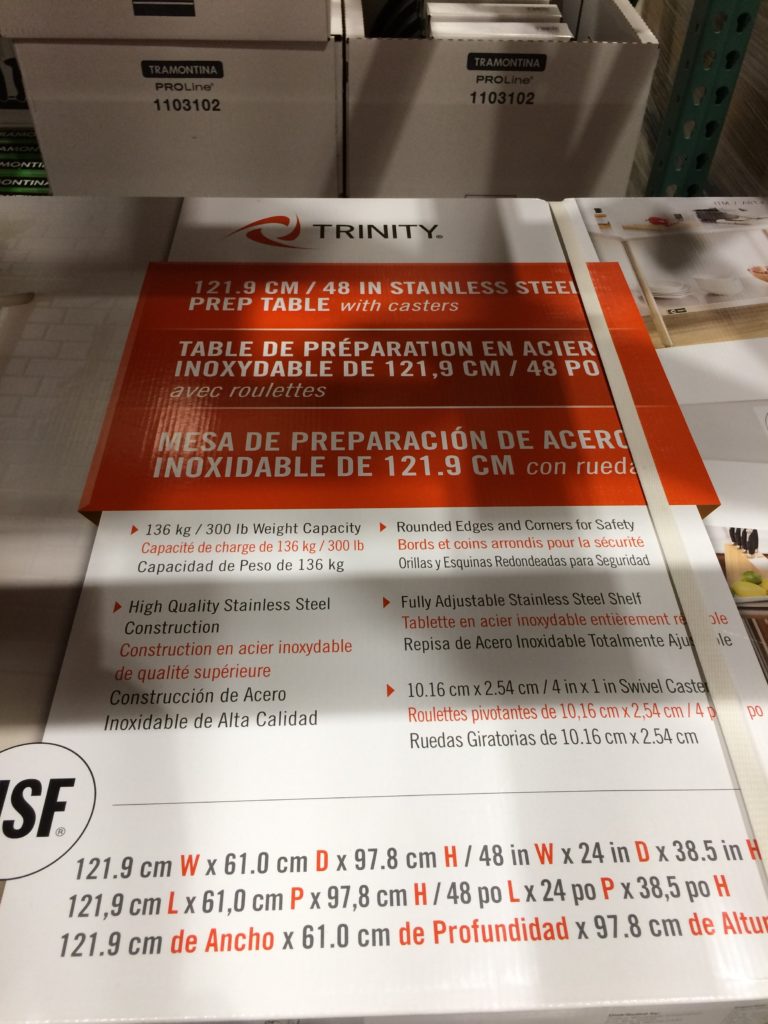 TRAMONTINA
PROLine®
1103102
TRAMONTINA
PROLine®
1103102
TRINITY®
121.9 CM / 48 IN STAINLESS STEEL
PREP TABLE with casters
TABLE DE PRÉPARATION EN ACIER
INOXYDABLE DE 121,9 CM / 48 PO
avec roulettes
MESA DE PREPARACIÓN DE ACERO
INOXIDABLE DE 121.9 CM con rueda
136 kg / 300 lb Weight Capacity
Capacité de charge de 136 kg / 300 lb
Capacidad de Peso de 136 kg
High Quality Stainless Steel
Construction
Construction en acier inoxydable
de qualité supérieure
Construcción de Acero
Inoxidable de Alta Calidad
Rounded Edges and Corners for Safety
Bords et coins arrondis pour la sécurité
Orillas y Esquinas Redondeadas para Seguridad
Fully Adjustable Stainless Steel Shelf
Tablette en acier inoxydable entièrement ré ble
Repisa de Acero Inoxidable Totalmente Aju le
10.16 cm x 2.54 cm / 4 in x 1 in Swivel Caster
Roulettes pivotantes de 10,16 cm x 2,54 cm / 4 p po
Ruedas Giratorias de 10.16 cm x 2.54 cm
NSF®
121.9 cm W x 61.0 cm D x 97.8 cm H / 48 in W x 24 in D x 38.5 in H
121,9 cm L x 61,0 cm P x 97,8 cm H / 48 po L x 24 po P x 38,5 po H
121.9 cm de Ancho x 61.0 cm de Profundidad x 97.8 cm de Altur